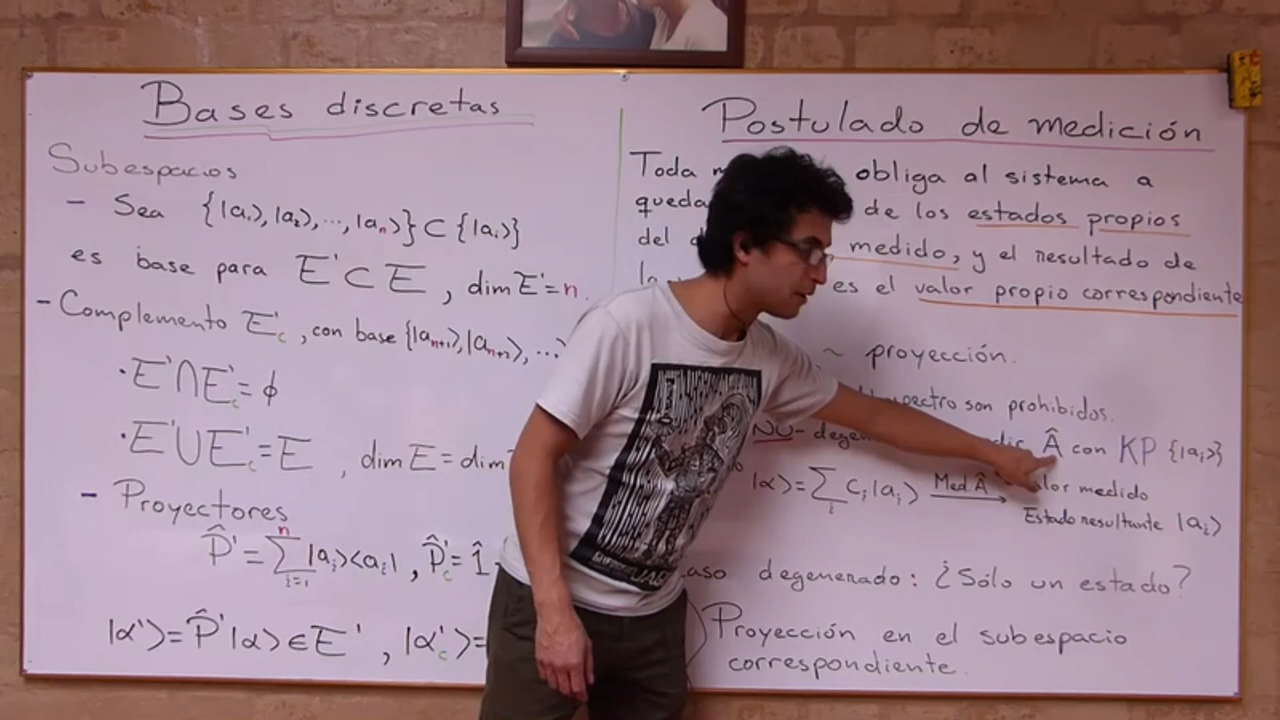 Bases discretas
Subespacios
- Sea {|a₁⟩, |a₂⟩, ..., |aₙ⟩} ⊂ {|aᵢ⟩}
es base para E' ⊂ E , dim E' = n.
- Complemento E'c , con base {|aₙ₊₁⟩, |aₙ₊₂⟩, ...
· E' ∩ E'c = ϕ
· E' ∪ E'c = E , dim E = dim
- Proyectores
P̂' = ∑ᵢ₌₁ⁿ |aᵢ⟩<aᵢ| , P̂'c = 1̂
|α'⟩ = P̂'|α⟩ ∈ E' , |α'c⟩ =
Postulado de medición
Toda obliga al sistema a
de los estados propios
del medido, y el resultado de
es el valor propio correspondiente
~ proyección.
son prohibidos.
NO- Â con KP {|aᵢ⟩}
|α⟩ = ∑ᵢ cᵢ |aᵢ⟩ Med  medido
Estado resultante |aᵢ⟩
degenerado: ¿Sólo un estado?
Proyección en el subespacio
correspondiente.